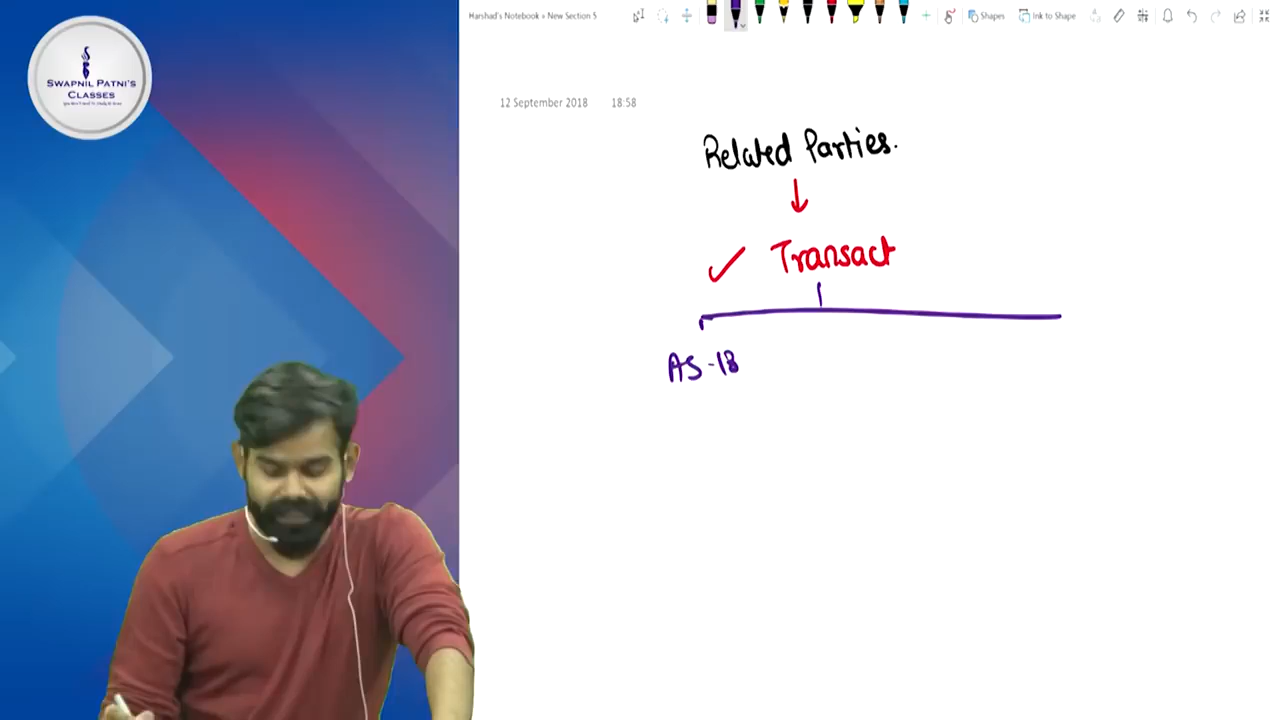 SWAPNIL PATNI'S
CLASSES
Harshad's Notebook » New Section 5
Shapes
Ink to Shape
12 September 2018 18:58
Related Parties.
Transact
AS-18